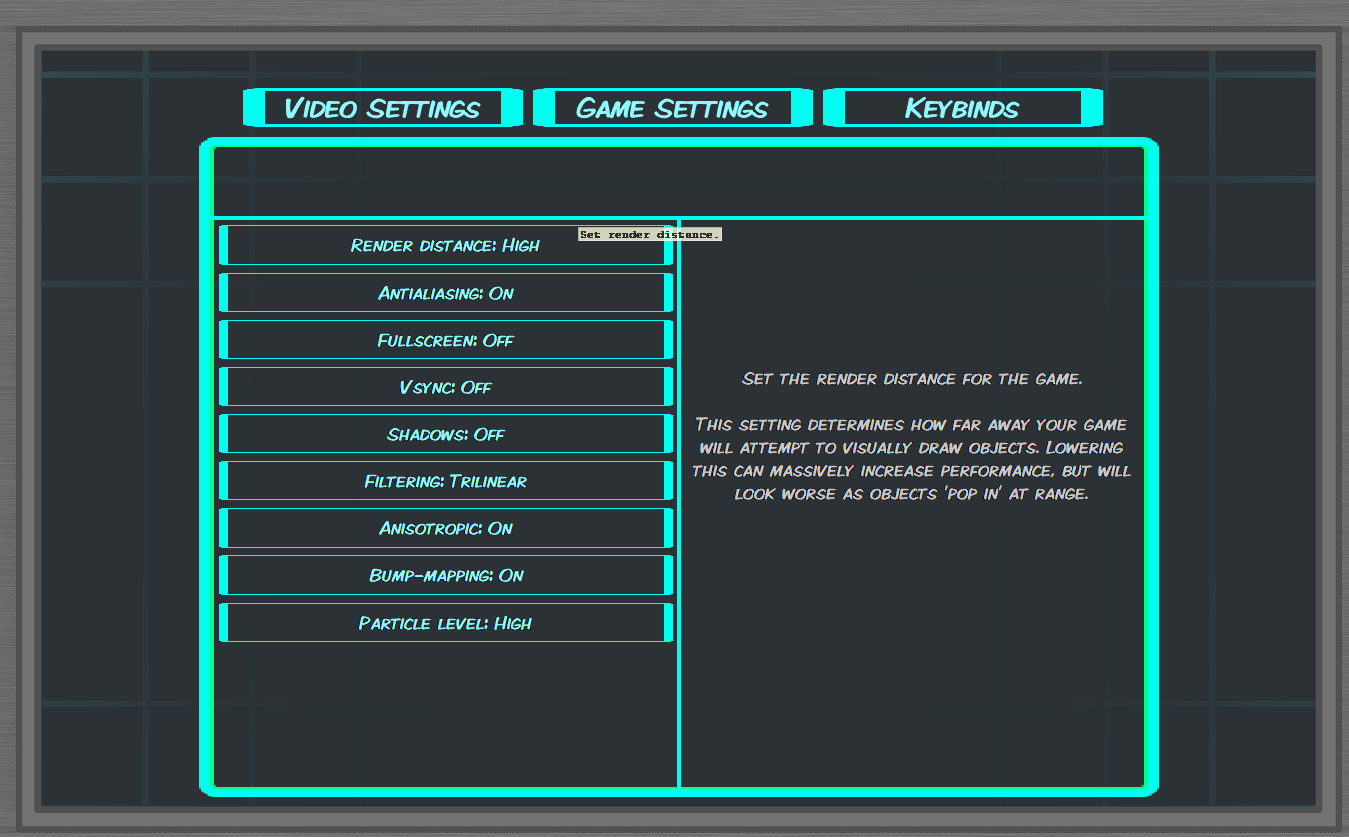 Video Settings
Game Settings
Keybinds
Render distance: High
Set render distance.
Antialiasing: On
Fullscreen: Off
Vsync: Off
Shadows: Off
Filtering: Trilinear
Anisotropic: On
Bump-mapping: On
Particle level: High
Set the render distance for the game.
This setting determines how far away your game
will attempt to visually draw objects. Lowering
this can massively increase performance, but will
look worse as objects 'pop in' at range.